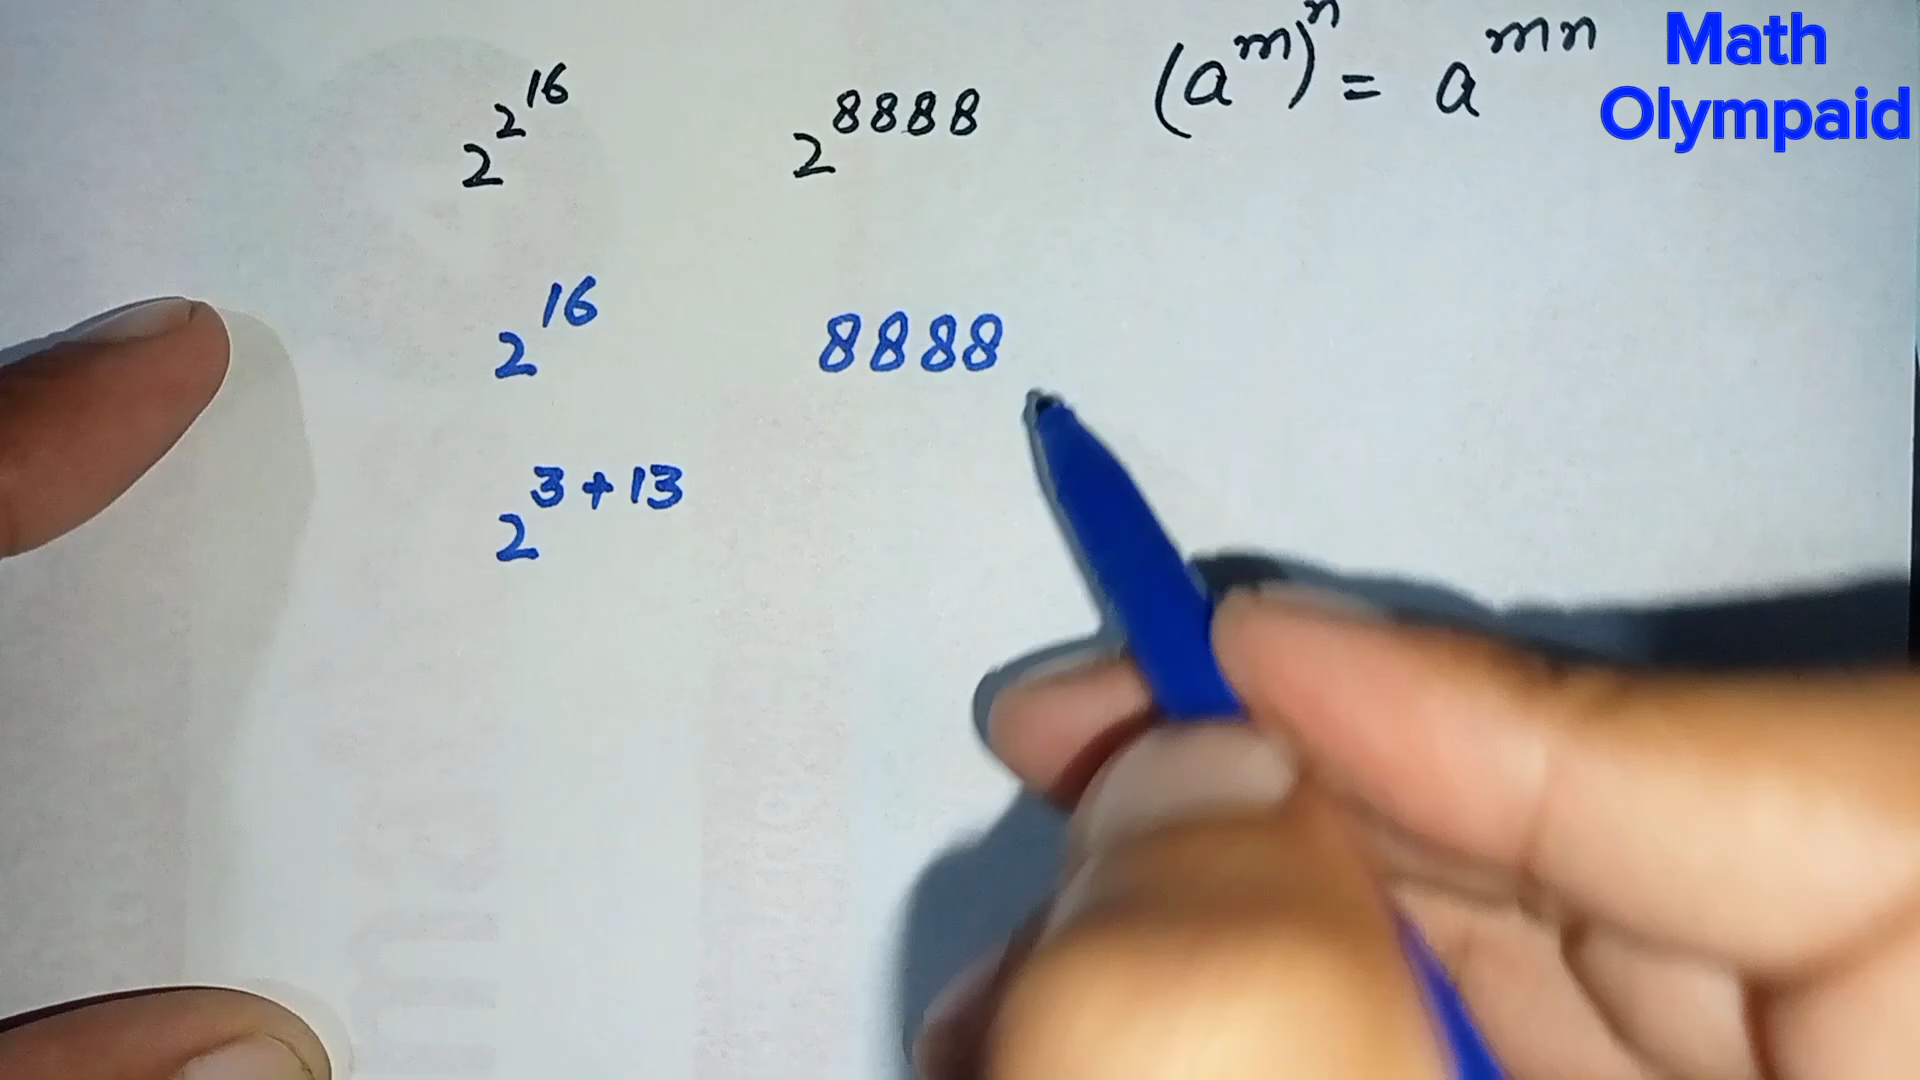 2^2^16 2^8888 (a^m)^n = a^mn
Math
Olympaid
2^16 8888
2^3+13